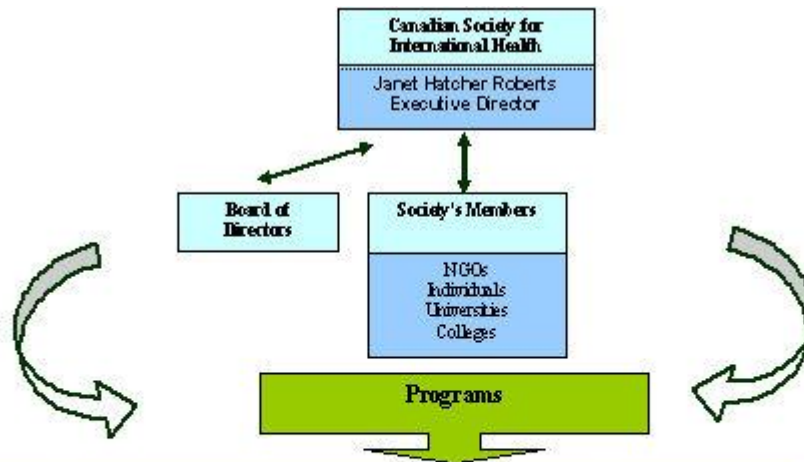 Canadian Society for
International Health
Janet Hatcher Roberts
Executive Director
Board of
Directors
Society's Members
NGOs
Individuals
Universities
Colleges
Programs